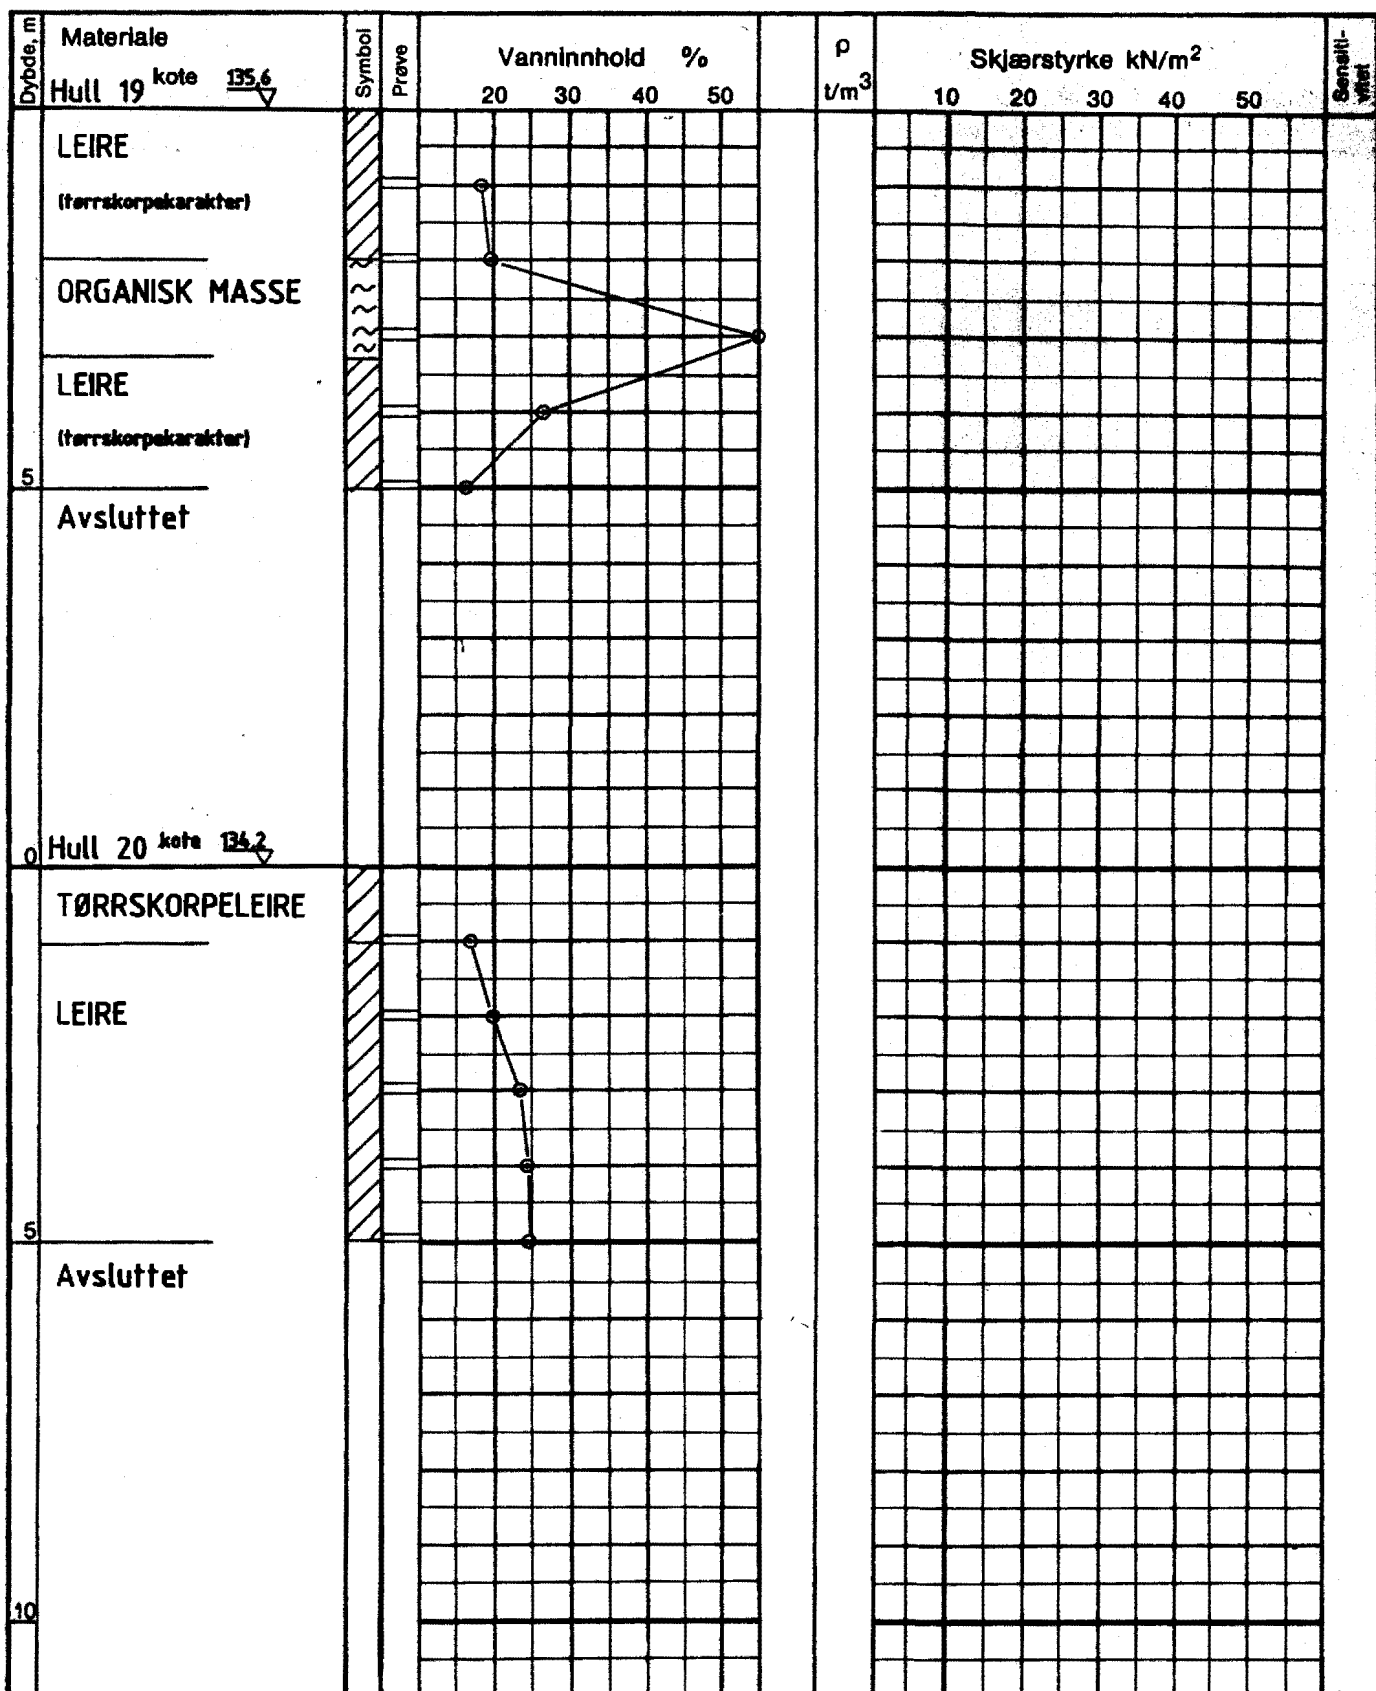 Dybde, m
Materiale
Hull 19 kote 135,6
Symbol
Prøve
Vanninnhold %
20 30 40 50
ρ
t/m³
Skjærstyrke kN/m²
10 20 30 40 50
Sensiti-
vitet
LEIRE
(tørrskorpekarakter)
ORGANISK MASSE
LEIRE
(tørrskorpekarakter)
5
Avsluttet
0
Hull 20 kote 134,2
TØRRSKORPELEIRE
LEIRE
5
Avsluttet
10